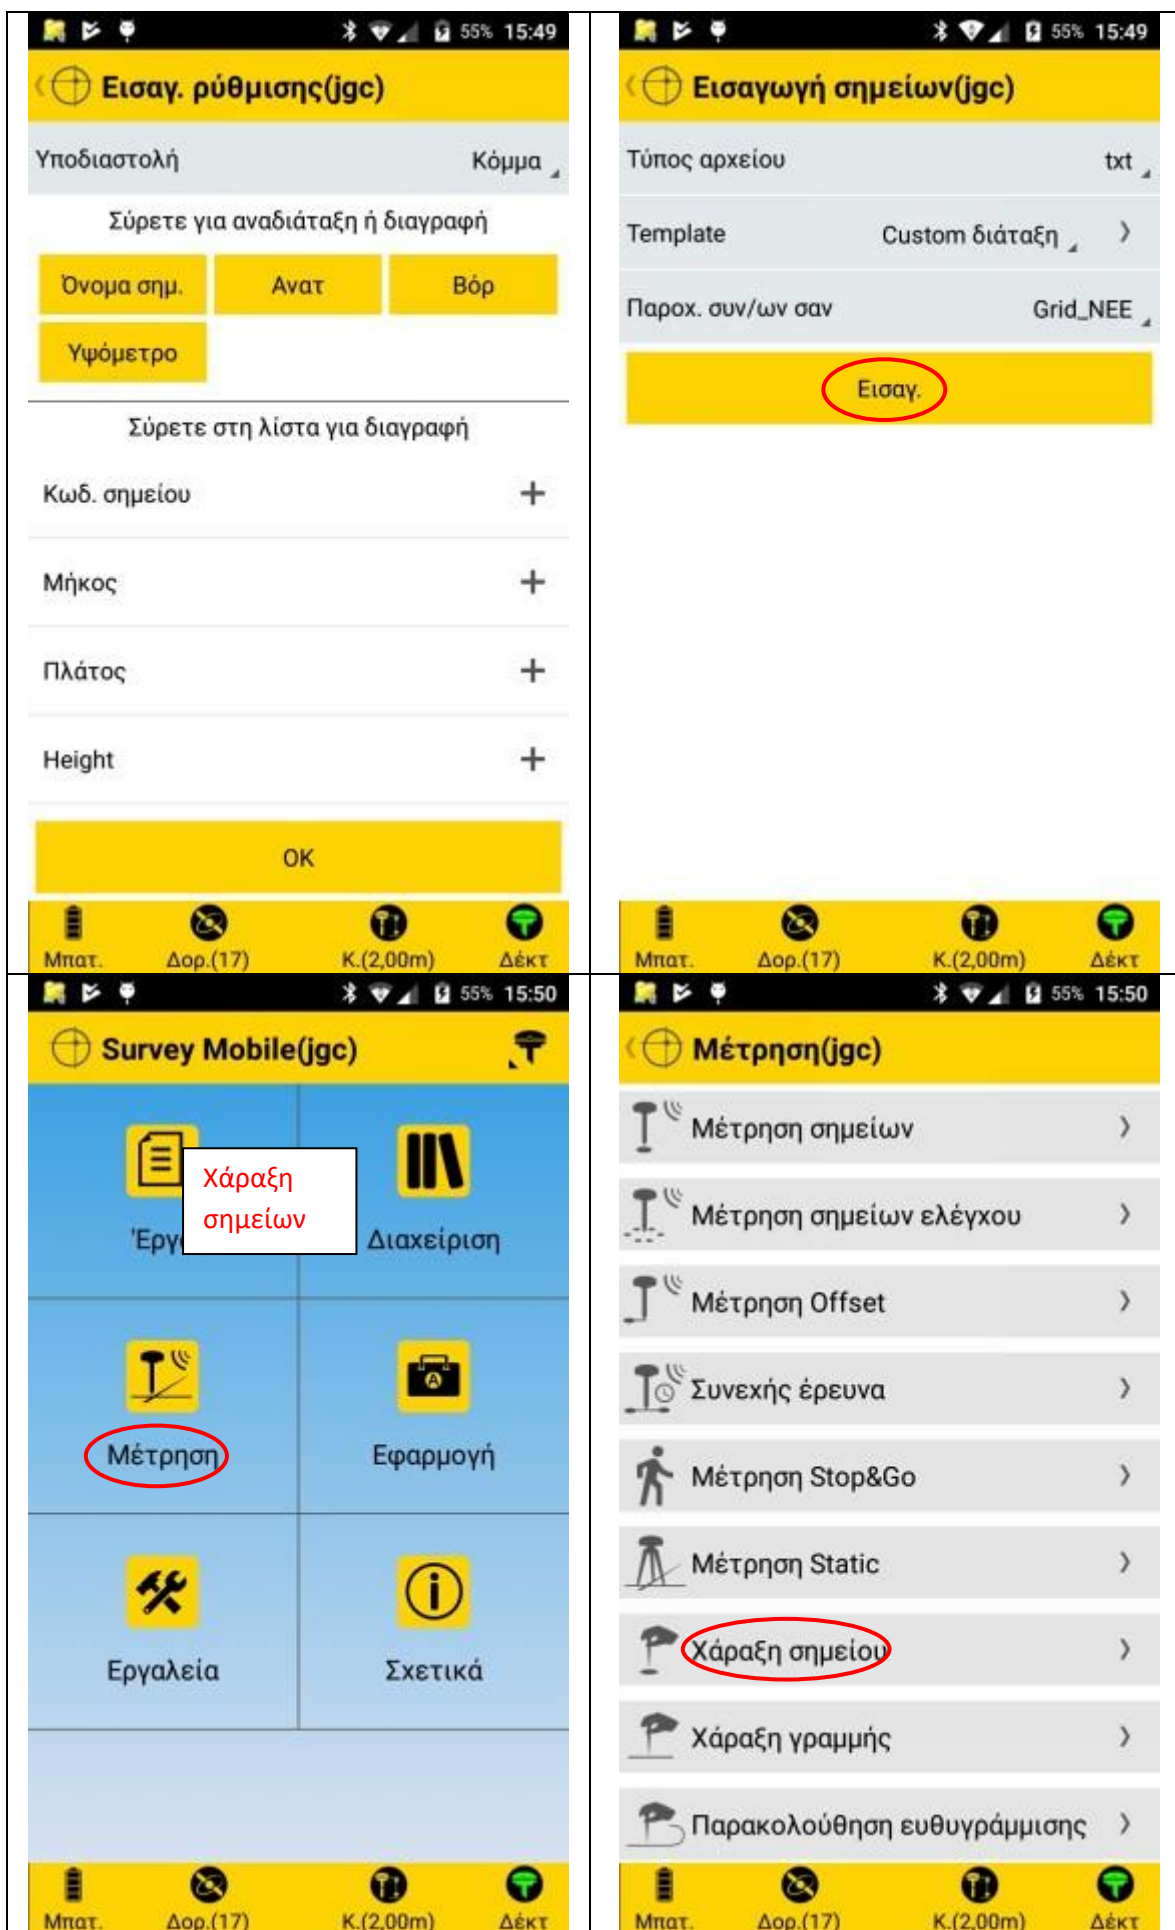 55% 15:49
Εισαγ. ρύθμισης(jgc)
Υποδιαστολή Κόμμα
Σύρετε για αναδιάταξη ή διαγραφή
Όνομα σημ. Ανατ Βόρ
Υψόμετρο
Σύρετε στη λίστα για διαγραφή
Κωδ. σημείου +
Μήκος +
Πλάτος +
Height +
OK
Μπατ. Δορ.(17) Κ.(2,00m) Δέκτ
55% 15:49
Εισαγωγή σημείων(jgc)
Τύπος αρχείου txt
Template Custom διάταξη
Παροχ. συν/ων σαν Grid_NEE
Εισαγ.
Μπατ. Δορ.(17) Κ.(2,00m) Δέκτ
55% 15:50
Survey Mobile(jgc)
Χάραξη
σημείων
Έργ Διαχείριση
Μέτρηση Εφαρμογή
Εργαλεία Σχετικά
Μπατ. Δορ.(17) Κ.(2,00m) Δέκτ
55% 15:50
Μέτρηση(jgc)
Μέτρηση σημείων
Μέτρηση σημείων ελέγχου
Μέτρηση Offset
Συνεχής έρευνα
Μέτρηση Stop&Go
Μέτρηση Static
Χάραξη σημείου
Χάραξη γραμμής
Παρακολούθηση ευθυγράμμισης
Μπατ. Δορ.(17) Κ.(2,00m) Δέκτ